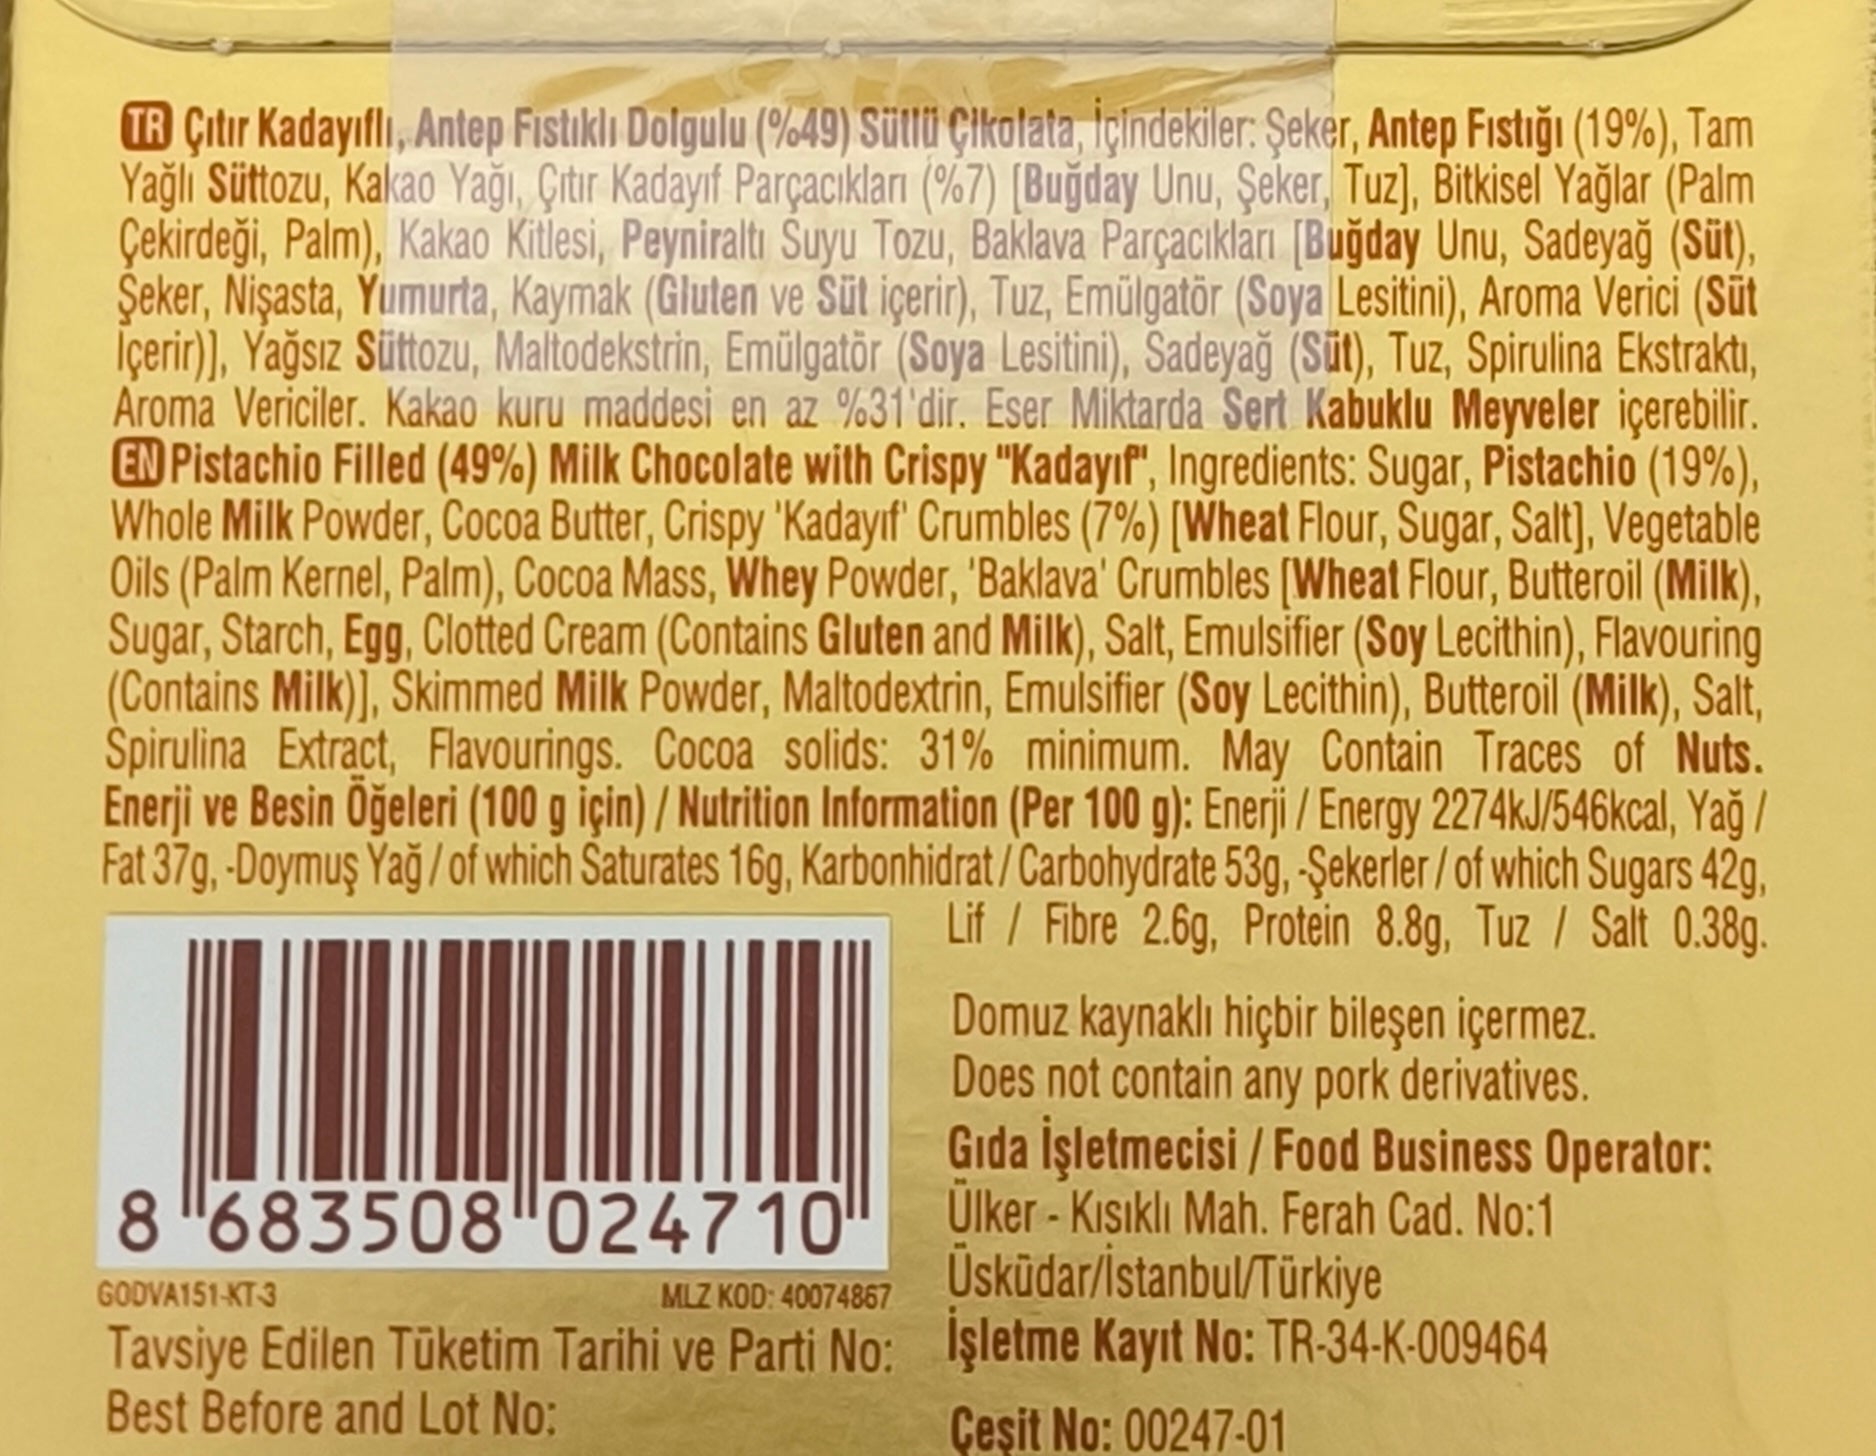 TR Çıtır Kadayıflı, Antep Fıstıklı Dolgulu (%49) Sütlü Çikolata, İçindekiler: Şeker, Antep Fıstığı (19%), Tam
Yağlı Süttozu, Kakao Yağı, Çıtır Kadayıf Parçacıkları (%7) [Buğday Unu, Şeker, Tuz], Bitkisel Yağlar (Palm
Çekirdeği, Palm), Kakao Kitlesi, Peyniraltı Suyu Tozu, Baklava Parçacıkları [Buğday Unu, Sadeyağ (Süt),
Şeker, Nişasta, Yumurta, Kaymak (Gluten ve Süt içerir), Tuz, Emülgatör (Soya Lesitini), Aroma Verici (Süt
İçerir)], Yağsız Süttozu, Maltodekstrin, Emülgatör (Soya Lesitini), Sadeyağ (Süt), Tuz, Spirulina Ekstraktı,
Aroma Vericiler. Kakao kuru maddesi en az %31'dir. Eser Miktarda Sert Kabuklu Meyveler içerebilir.
EN Pistachio Filled (49%) Milk Chocolate with Crispy "Kadayıf", Ingredients: Sugar, Pistachio (19%),
Whole Milk Powder, Cocoa Butter, Crispy 'Kadayıf' Crumbles (7%) [Wheat Flour, Sugar, Salt], Vegetable
Oils (Palm Kernel, Palm), Cocoa Mass, Whey Powder, 'Baklava' Crumbles [Wheat Flour, Butteroil (Milk),
Sugar, Starch, Egg, Clotted Cream (Contains Gluten and Milk), Salt, Emulsifier (Soy Lecithin), Flavouring
(Contains Milk)], Skimmed Milk Powder, Maltodextrin, Emulsifier (Soy Lecithin), Butteroil (Milk), Salt,
Spirulina Extract, Flavourings. Cocoa solids: 31% minimum. May Contain Traces of Nuts.
Enerji ve Besin Öğeleri (100 g için) / Nutrition Information (Per 100 g): Enerji / Energy 2274kJ/546kcal, Yağ /
Fat 37g, -Doymuş Yağ / of which Saturates 16g, Karbonhidrat / Carbohydrate 53g, -Şekerler / of which Sugars 42g,
Lif / Fibre 2.6g, Protein 8.8g, Tuz / Salt 0.38g.
Domuz kaynaklı hiçbir bileşen içermez.
Does not contain any pork derivatives.
Gıda İşletmecisi / Food Business Operator:
Ülker - Kısıklı Mah. Ferah Cad. No:1
Üsküdar/İstanbul/Türkiye
İşletme Kayıt No: TR-34-K-009464
Çeşit No: 00247-01
8 683508 024710
GODVA151-KT-3 MLZ KOD: 40074867
Tavsiye Edilen Tüketim Tarihi ve Parti No:
Best Before and Lot No: